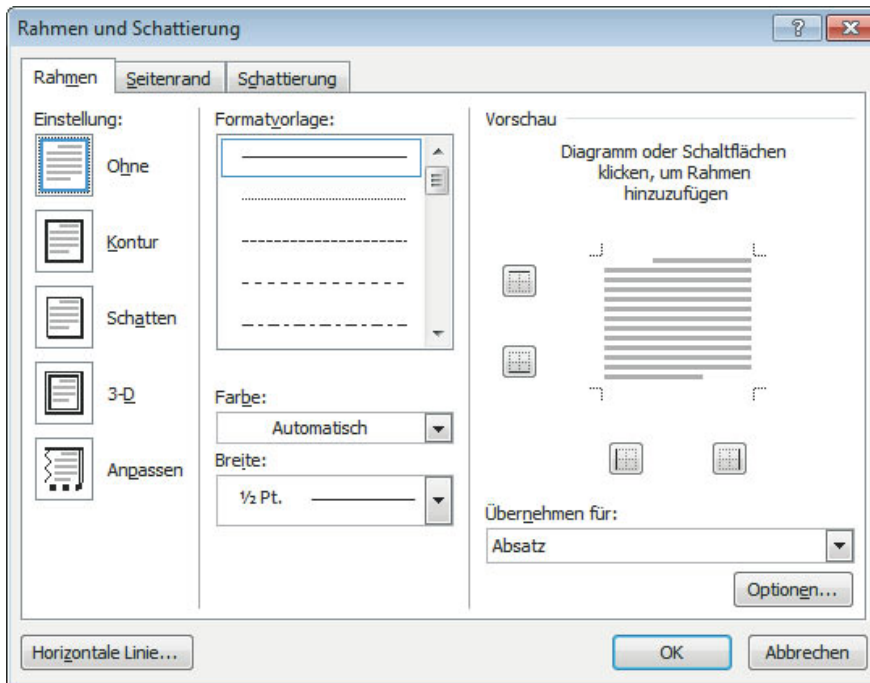 Rahmen und Schattierung
Rahmen Seitenrand Schattierung
Einstellung:
Ohne
Kontur
Schatten
3-D
Anpassen
Formatvorlage:
Farbe:
Automatisch
Breite:
½ Pt.
Vorschau
Diagramm oder Schaltflächen
klicken, um Rahmen
hinzuzufügen
Übernehmen für:
Absatz
Optionen...
Horizontale Linie...
OK
Abbrechen